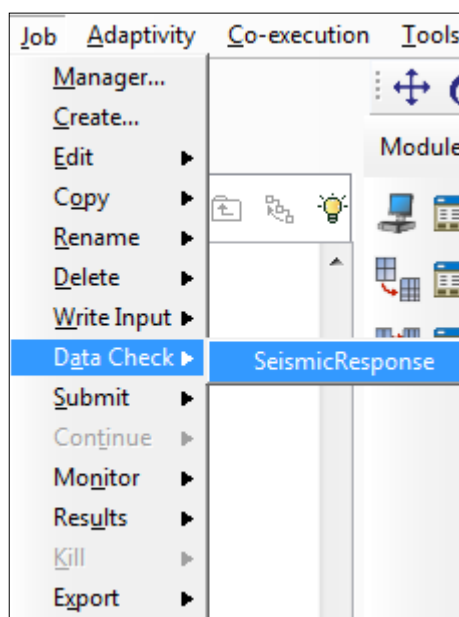 Job Adaptivity Co-execution Tools
Manager...
Create...
Edit
Module
Copy
Rename
Delete
Write Input
Data Check
SeismicResponse
Submit
Continue
Monitor
Results
Kill
Export